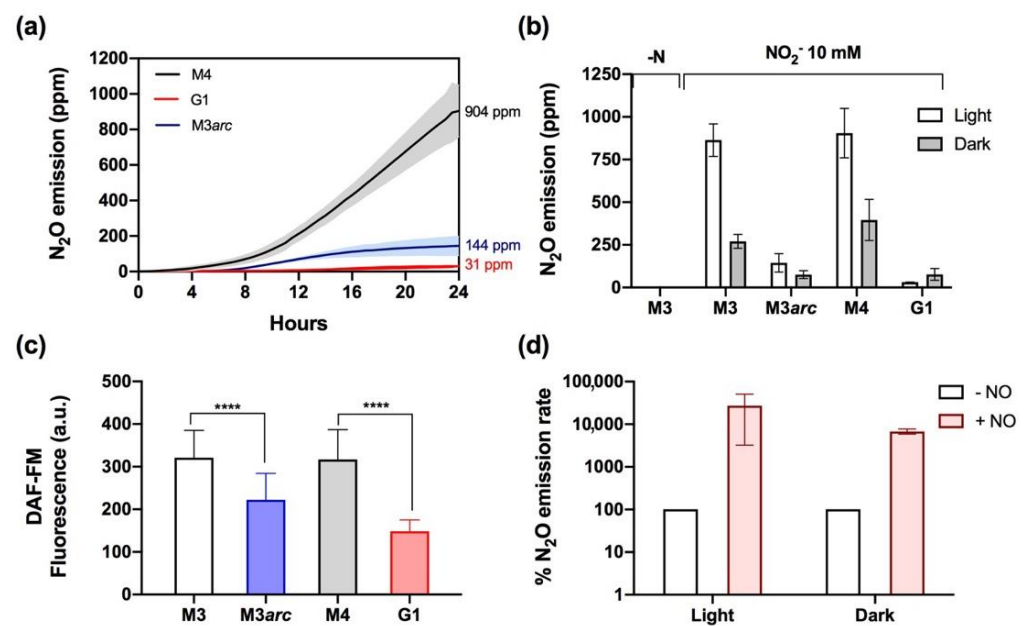 (a)
N₂O emission (ppm)
1200
1000
800
600
400
200
0
M4
G1
M3arc
904 ppm
144 ppm
31 ppm
0 4 8 12 16 20 24
Hours
(b)
-N
NO₂⁻ 10 mM
N₂O emission (ppm)
1250
1000
750
500
250
0
Light
Dark
M3 M3 M3arc M4 G1
(c)
DAF-FM
Fluorescence (a.u.)
500
400
300
200
100
0
****
****
M3 M3arc M4 G1
(d)
% N₂O emission rate
100,000
10,000
1000
100
10
1
- NO
+ NO
Light Dark